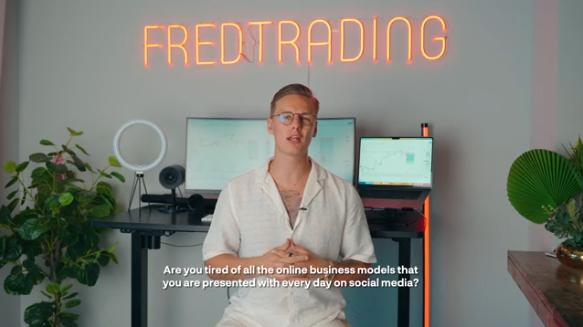 FREDTRADING
Are you tired of all the online business models that
you are presented with every day on social media?